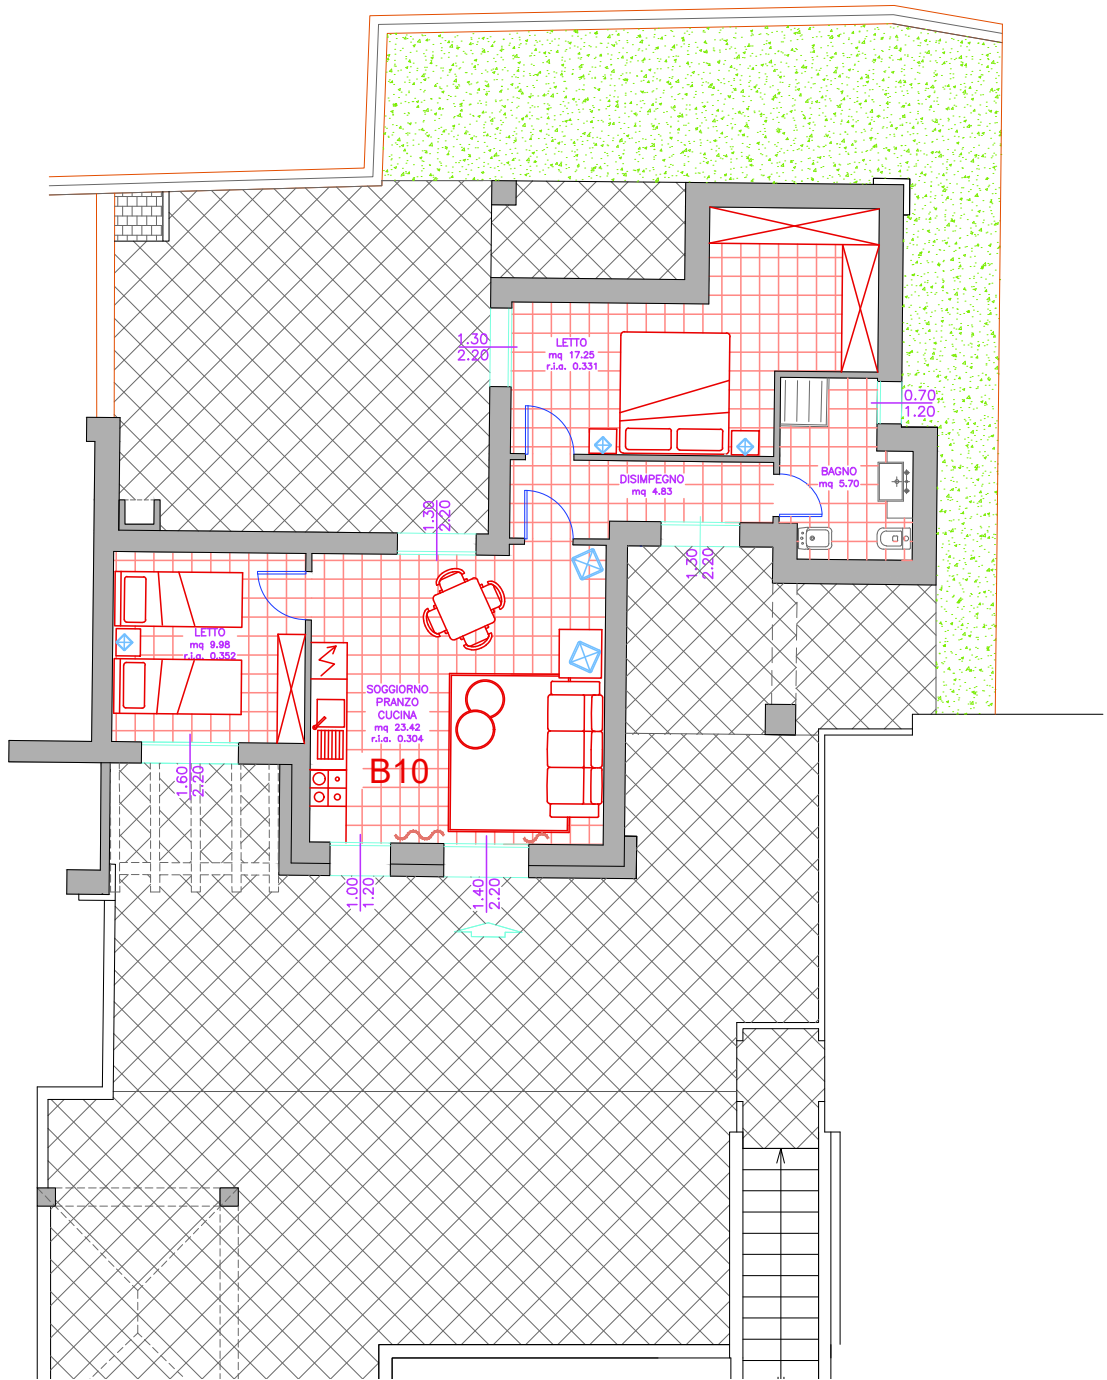 1.30
2.20
LETTO
mq 17.25
r.i.a. 0.331
0.70
1.20
DISIMPEGNO
mq 4.83
BAGNO
mq 5.70
1.30
2.20
1.30
2.20
LETTO
mq 9.98
r.i.a. 0.352
SOGGIORNO
PRANZO
CUCINA
mq 23.42
r.i.a. 0.304
B10
1.60
2.20
1.00
1.20
1.40
2.20